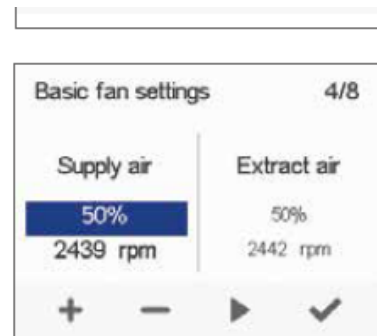 Basic fan settings 4/8
Supply air Extract air
50% 50%
2439 rpm 2442 rpm